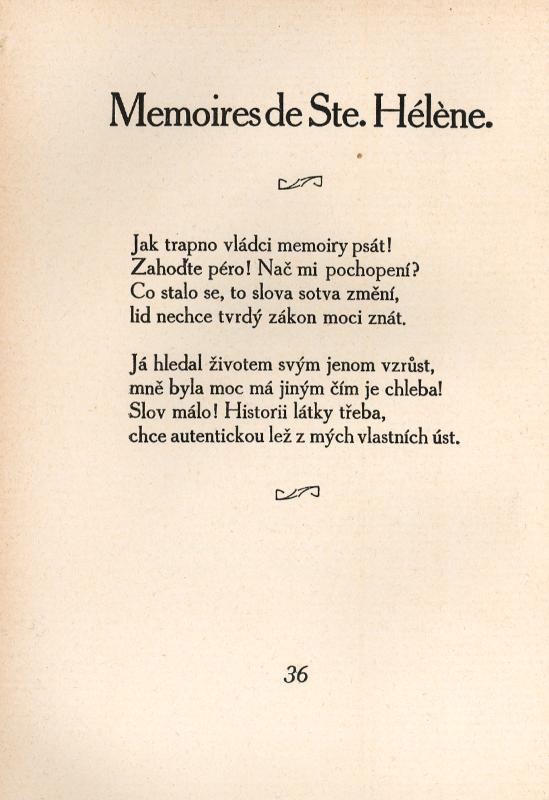 Memoires de Ste. Hélène.
Jak trapno vládci memoiry psát!
Zahoďte péro! Nač mi pochopení?
Co stalo se, to slova sotva změní,
lid nechce tvrdý zákon moci znát.
Já hledal životem svým jenom vzrůst,
mně byla moc má jiným čím je chleba!
Slov málo! Historii látky třeba,
chce autentickou lež z mých vlastních úst.
36